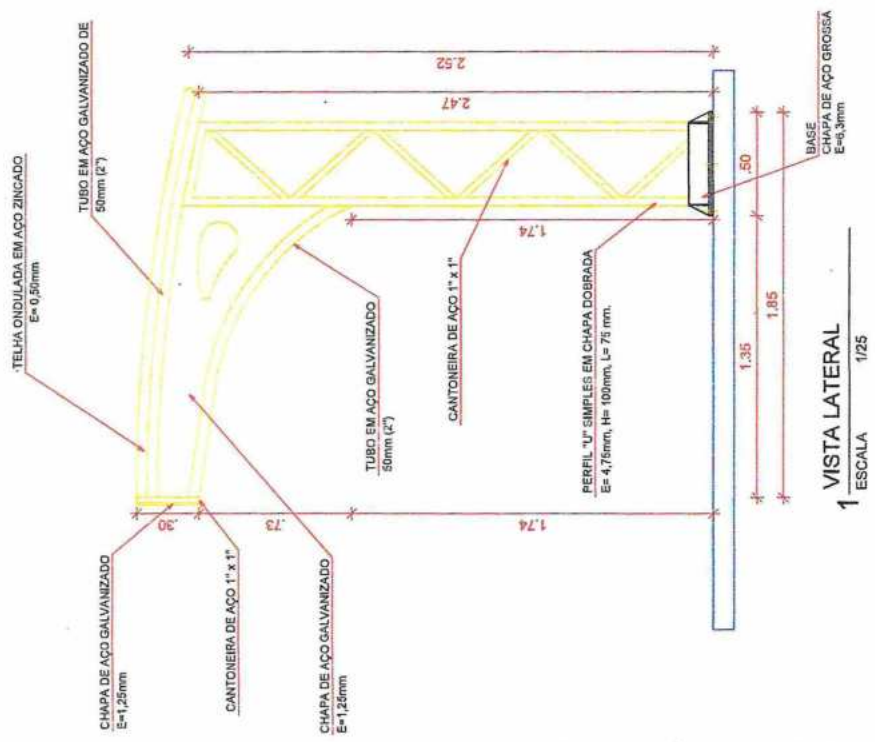 TELHA ONDULADA EM AÇO ZINCADO
E= 0,50mm
TUBO EM AÇO GALVANIZADO DE
50mm (2")
CHAPA DE AÇO GALVANIZADO
E=1,25mm
CANTONEIRA DE AÇO 1" x 1"
CHAPA DE AÇO GALVANIZADO
E=1,25mm
TUBO EM AÇO GALVANIZADO
50mm (2")
CANTONEIRA DE AÇO 1" x 1"
PERFIL "U" SIMPLES EM CHAPA DOBRADA
E= 4,75mm, H= 100mm, L= 75 mm.
BASE
CHAPA DE AÇO GROSSA
E=6,3mm
.30
.73
1.74
1.74
2.47
2.52
1.35
.50
1.85
1 VISTA LATERAL
ESCALA 1/25